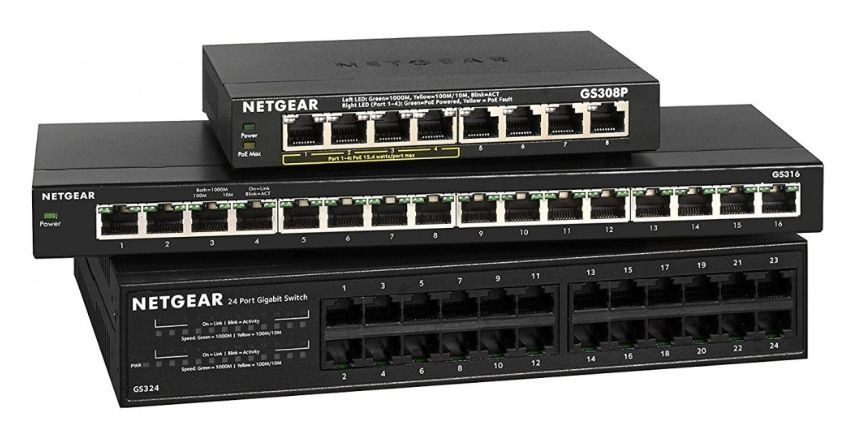 NETGEAR
NETGEAR
Left LED: Green=1000M, Yellow=100M/10M, Blink=ACT
Right LED (Port 1-4): Green=PoE Powered, Yellow = PoE Fault
GS308P
Power
PoE Max
1 2 3 4 5 6 7 8
Port 1-4: PoE 15.4 watts/port max
NETGEAR
Both=1000M On=Link
100M 10M Blink=ACT
GS316
Power
1 2 3 4 5 6 7 8 9 10 11 12 13 14 15 16
NETGEAR 24 Port Gigabit Switch
1 3 5 7 9 11 13 15 17 19 21 23
On = Link | Blink = Activity
Speed: Green = 1000M | Yellow = 100M/10M
On = Link | Blink = Activity
PWR
Speed: Green = 1000M | Yellow = 100M/10M
2 4 6 8 10 12 14 16 18 20 22 24
GS324